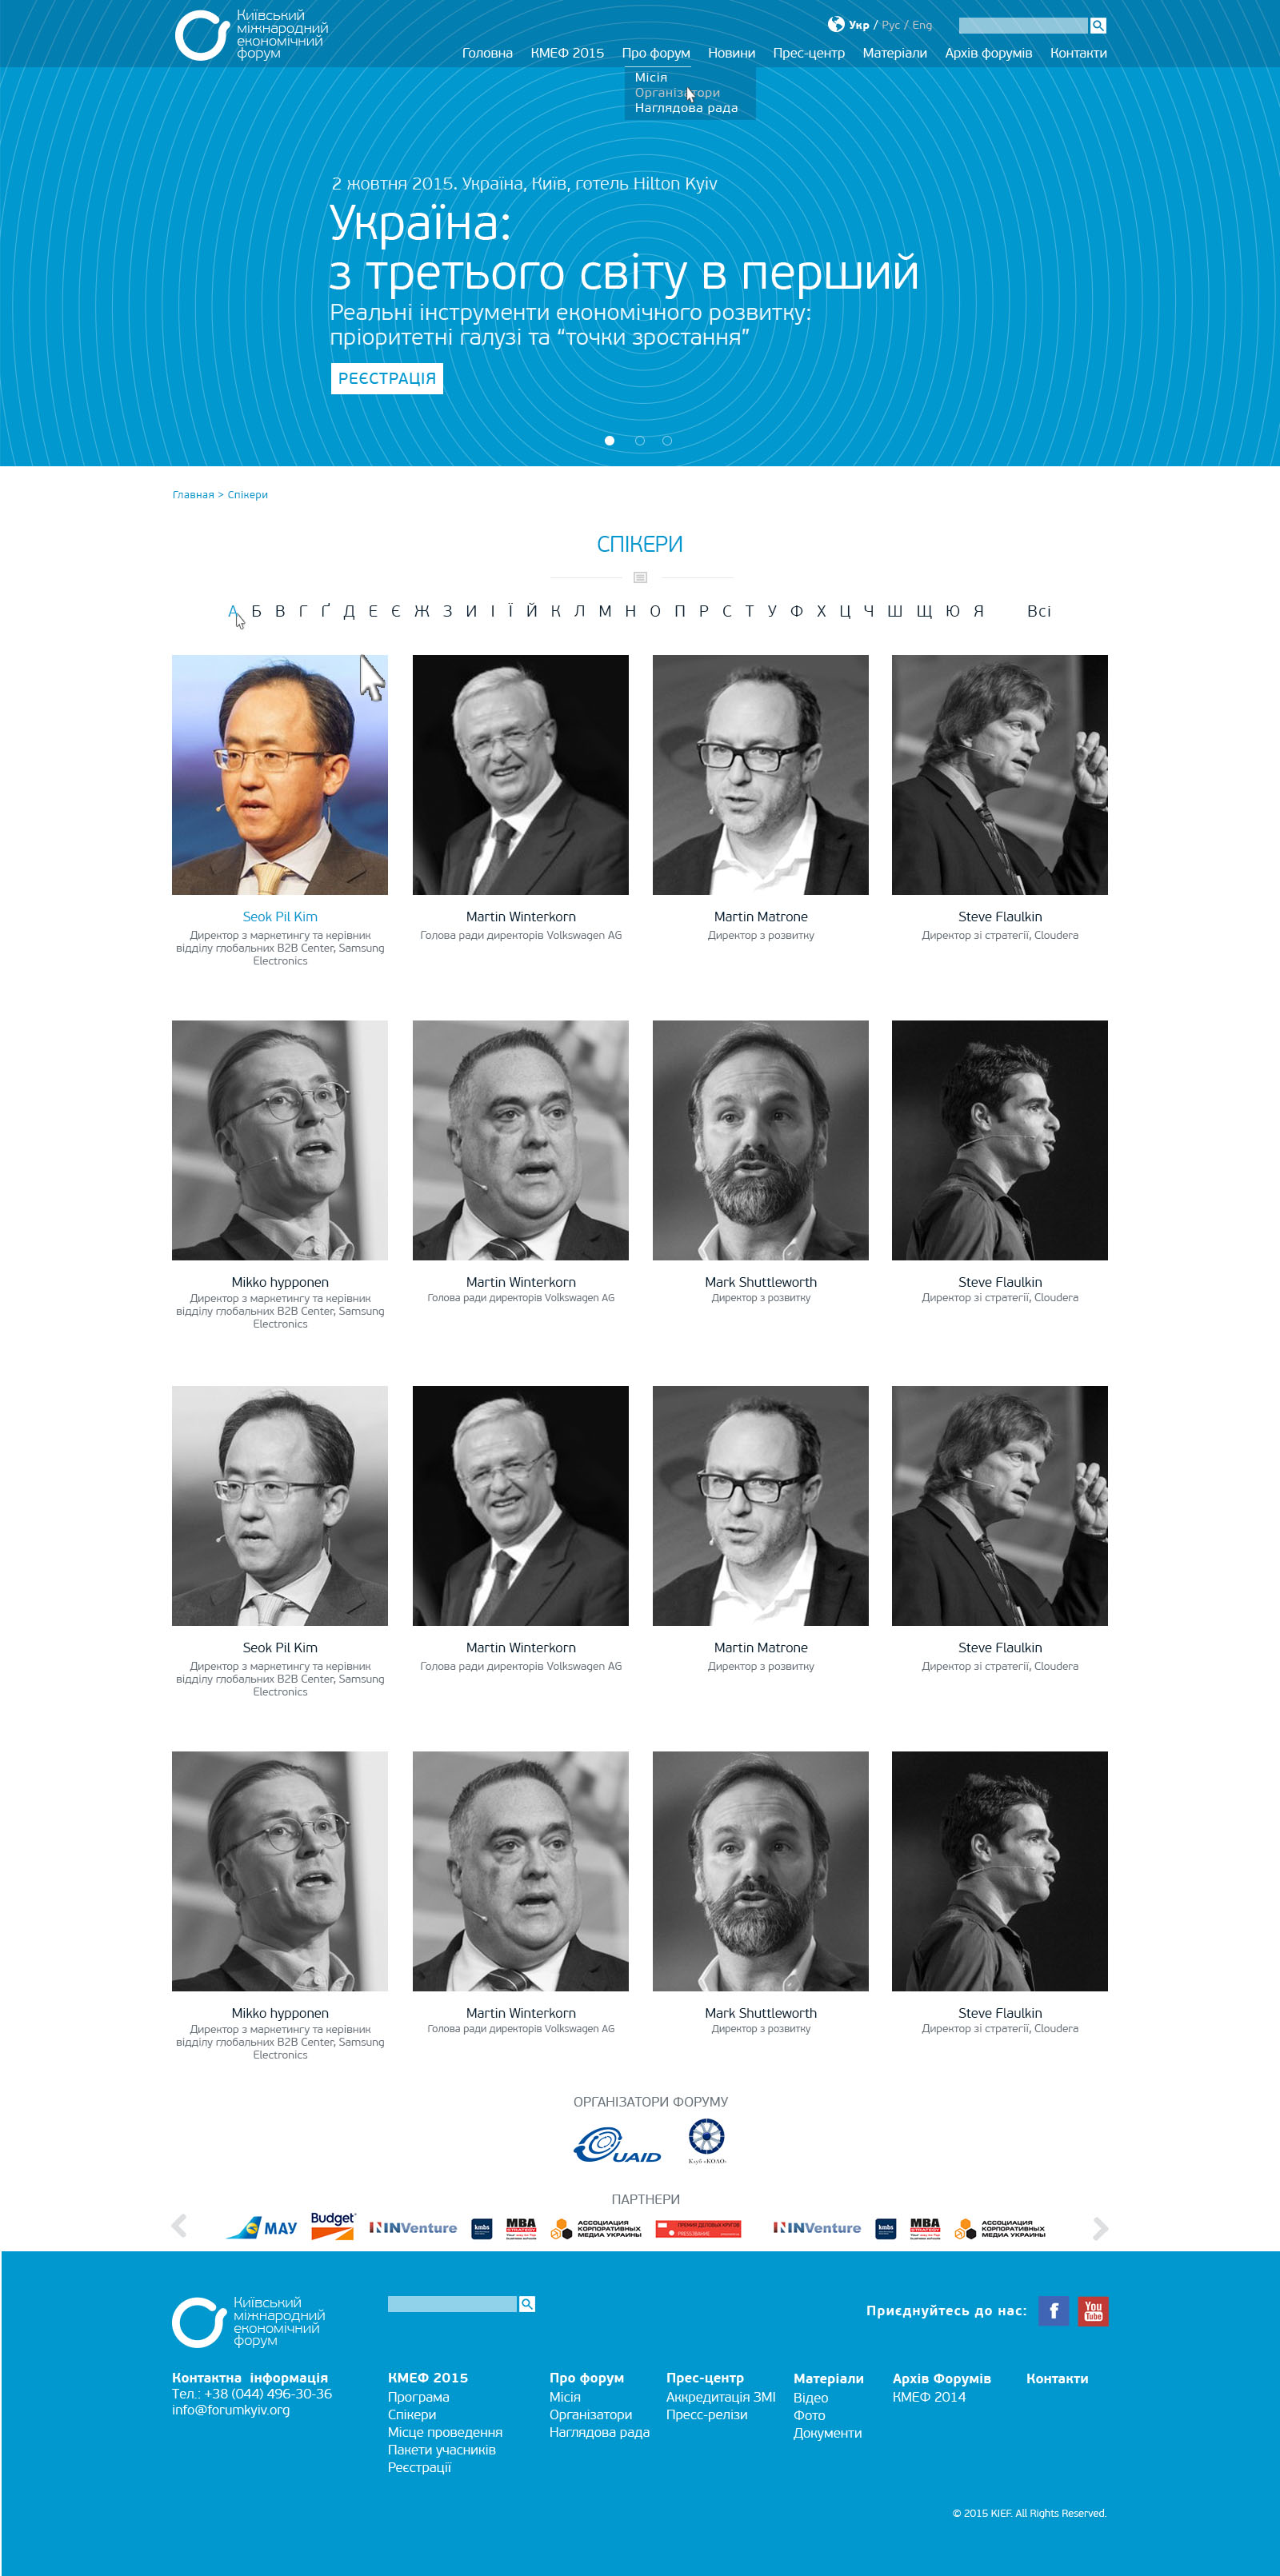 Київський
міжнародний
економічний
форум
Укр / Рус / Eng
Головна КМЕФ 2015 Про форум Новини Прес-центр Матеріали Архів форумів Контакти
Місія
Організатори
Наглядова рада
2 жовтня 2015. Україна, Київ, готель Hilton Kyiv
Україна:
з третього світу в перший
Реальні інструменти економічного розвитку:
пріоритетні галузі та “точки зростання”
РЕЄСТРАЦІЯ
Главная > Спікери
СПІКЕРИ
А Б В Г Ґ Д Е Є Ж З И І Ї Й К Л М Н О П Р С Т У Ф Х Ц Ч Ш Щ Ю Я Всі
Seok Pil Kim
Директор з маркетингу та керівник
відділу глобальних B2B Center, Samsung
Electronics
Martin Winterkorn
Голова ради директорів Volkswagen AG
Martin Matrone
Директор з розвитку
Steve Flaulkin
Директор зі стратегії, Cloudera
Mikko hypponen
Директор з маркетингу та керівник
відділу глобальних B2B Center, Samsung
Electronics
Martin Winterkorn
Голова ради директорів Volkswagen AG
Mark Shuttleworth
Директор з розвитку
Steve Flaulkin
Директор зі стратегії, Cloudera
Seok Pil Kim
Директор з маркетингу та керівник
відділу глобальних B2B Center, Samsung
Electronics
Martin Winterkorn
Голова ради директорів Volkswagen AG
Martin Matrone
Директор з розвитку
Steve Flaulkin
Директор зі стратегії, Cloudera
Mikko hypponen
Директор з маркетингу та керівник
відділу глобальних B2B Center, Samsung
Electronics
Martin Winterkorn
Голова ради директорів Volkswagen AG
Mark Shuttleworth
Директор з розвитку
Steve Flaulkin
Директор зі стратегії, Cloudera
ОРГАНІЗАТОРИ ФОРУМУ
UAID
Клуб «КОЛО»
ПАРТНЕРИ
МАУ
Budget
INVenture
kmbs
MBA
STRATEGY
АССОЦИАЦИЯ
КОРПОРАТИВНЫХ
МЕДИА УКРАИНЫ
ПРЕМИЯ ДЕЛОВЫХ КРУГОВ
PRESSЗВАНИЕ
INVenture
kmbs
MBA
STRATEGY
АССОЦИАЦИЯ
КОРПОРАТИВНЫХ
МЕДИА УКРАИНЫ
Київський
міжнародний
економічний
форум
Приєднуйтесь до нас:
f
You
Tube
Контактна інформація
Тел.: +38 (044) 496-30-36
info@forumkyiv.org
КМЕФ 2015
Програма
Спікери
Місце проведення
Пакети учасників
Реєстрації
Про форум
Місія
Організатори
Наглядова рада
Прес-центр
Аккредитація ЗМІ
Пресс-релізи
Матеріали
Відео
Фото
Документи
Архів Форумів
КМЕФ 2014
Контакти
© 2015 KIEF. All Rights Reserved.